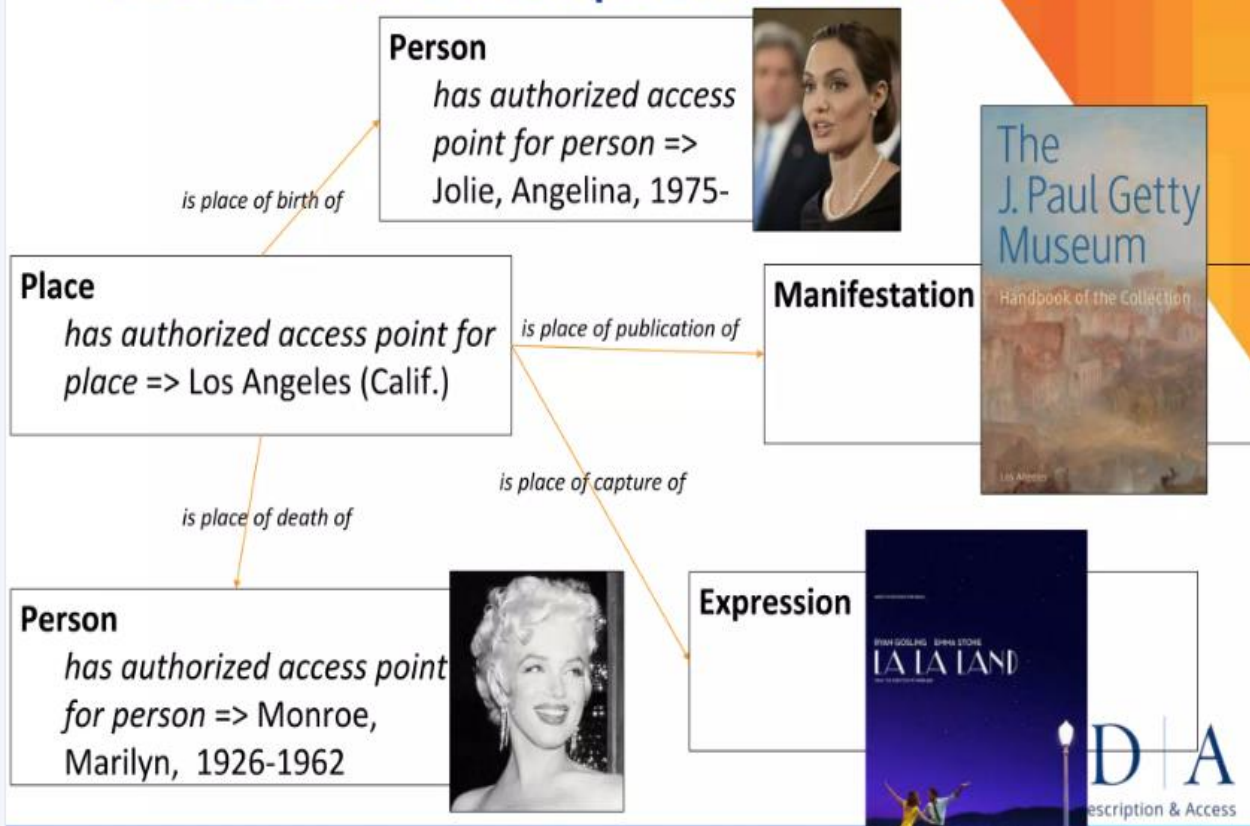 Person
has authorized access
point for person =>
Jolie, Angelina, 1975-
is place of birth of
The
J. Paul Getty
Museum
Handbook of the Collection
Los Angeles
Place
has authorized access point for
place => Los Angeles (Calif.)
is place of publication of
Manifestation
is place of capture of
is place of death of
Person
has authorized access point
for person => Monroe,
Marilyn, 1926-1962
Expression
RYAN GOSLING EMMA STONE
LA LA LAND
D | A
escription & Access